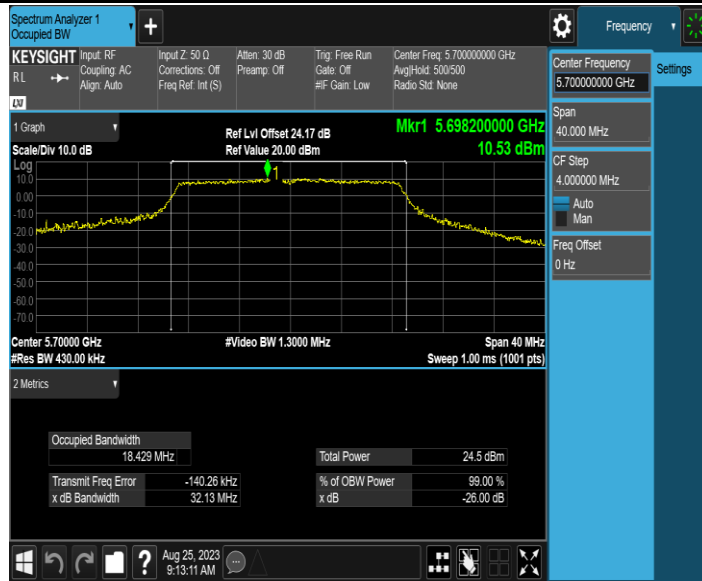 Spectrum Analyzer 1
Occupied BW
+
Frequency
KEYSIGHT
RL
LXI
Input: RF
Coupling: AC
Align: Auto
Input Z: 50 Ω
Corrections: Off
Freq Ref: Int (S)
Atten: 30 dB
Preamp: Off
Trig: Free Run
Gate: Off
#IF Gain: Low
Center Freq: 5.700000000 GHz
Avg|Hold: 500/500
Radio Std: None
Center Frequency
5.700000000 GHz
Settings
Span
40.000 MHz
CF Step
4.000000 MHz
Auto
Man
Freq Offset
0 Hz
1 Graph
Scale/Div 10.0 dB
Ref Lvl Offset 24.17 dB
Ref Value 20.00 dBm
Mkr1 5.698200000 GHz
10.53 dBm
Log
10.0
0.00
-10.0
-20.0
-30.0
-40.0
-50.0
-60.0
-70.0
1
Center 5.70000 GHz
#Res BW 430.00 kHz
#Video BW 1.3000 MHz
Span 40 MHz
Sweep 1.00 ms (1001 pts)
2 Metrics
Occupied Bandwidth
18.429 MHz
Total Power 24.5 dBm
Transmit Freq Error -140.26 kHz
% of OBW Power 99.00 %
x dB Bandwidth 32.13 MHz
x dB -26.00 dB
?
Aug 25, 2023
9:13:11 AM